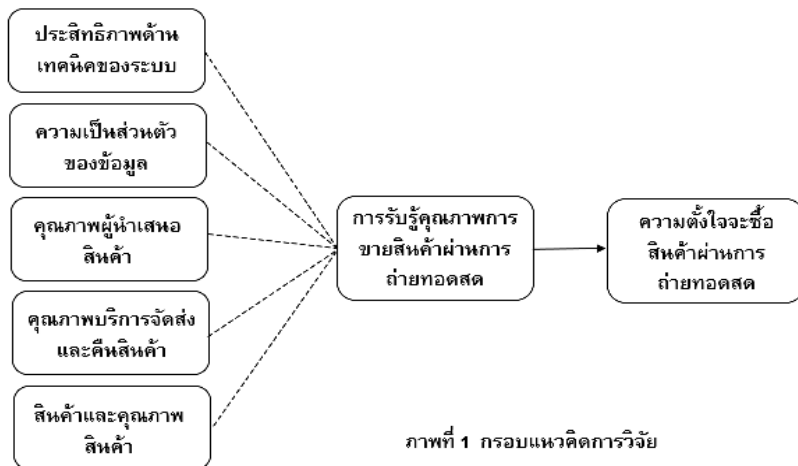 ประสิทธิภาพด้าน
เทคนิคของระบบ
ความเป็นส่วนตัว
ของข้อมูล
คุณภาพผู้นำเสนอ
สินค้า
คุณภาพบริการจัดส่ง
และคืนสินค้า
สินค้าและคุณภาพ
สินค้า
การรับรู้คุณภาพการ
ขายสินค้าผ่านการ
ถ่ายทอดสด
ความตั้งใจจะซื้อ
สินค้าผ่านการ
ถ่ายทอดสด
ภาพที่ 1 กรอบแนวคิดการวิจัย